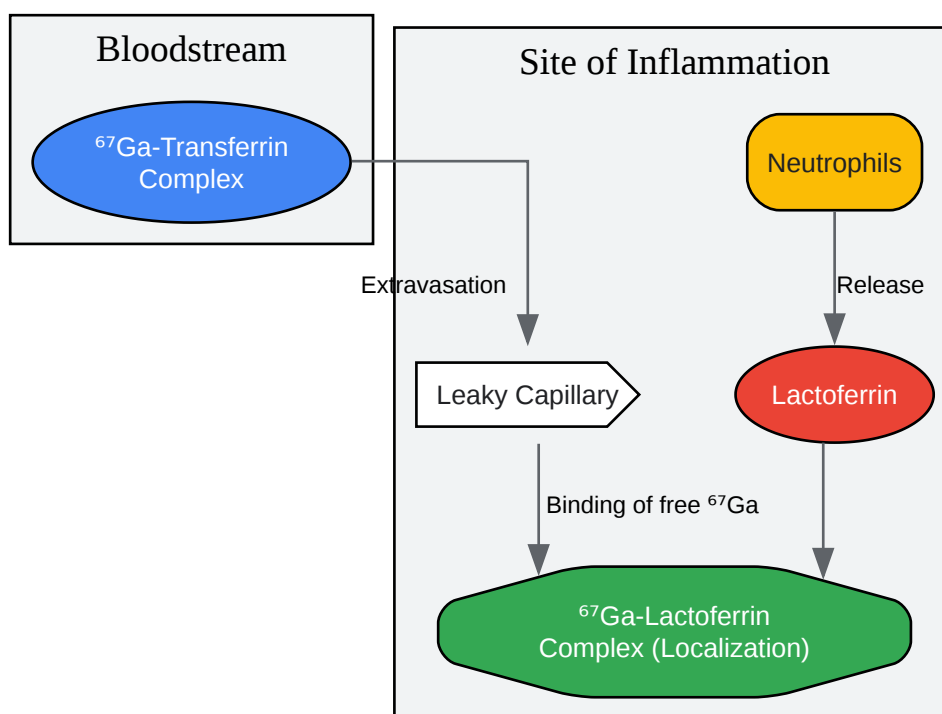 Bloodstream
⁶⁷Ga-Transferrin
Complex
Site of Inflammation
Neutrophils
Extravasation
Release
Leaky Capillary
Lactoferrin
Binding of free ⁶⁷Ga
⁶⁷Ga-Lactoferrin
Complex (Localization)